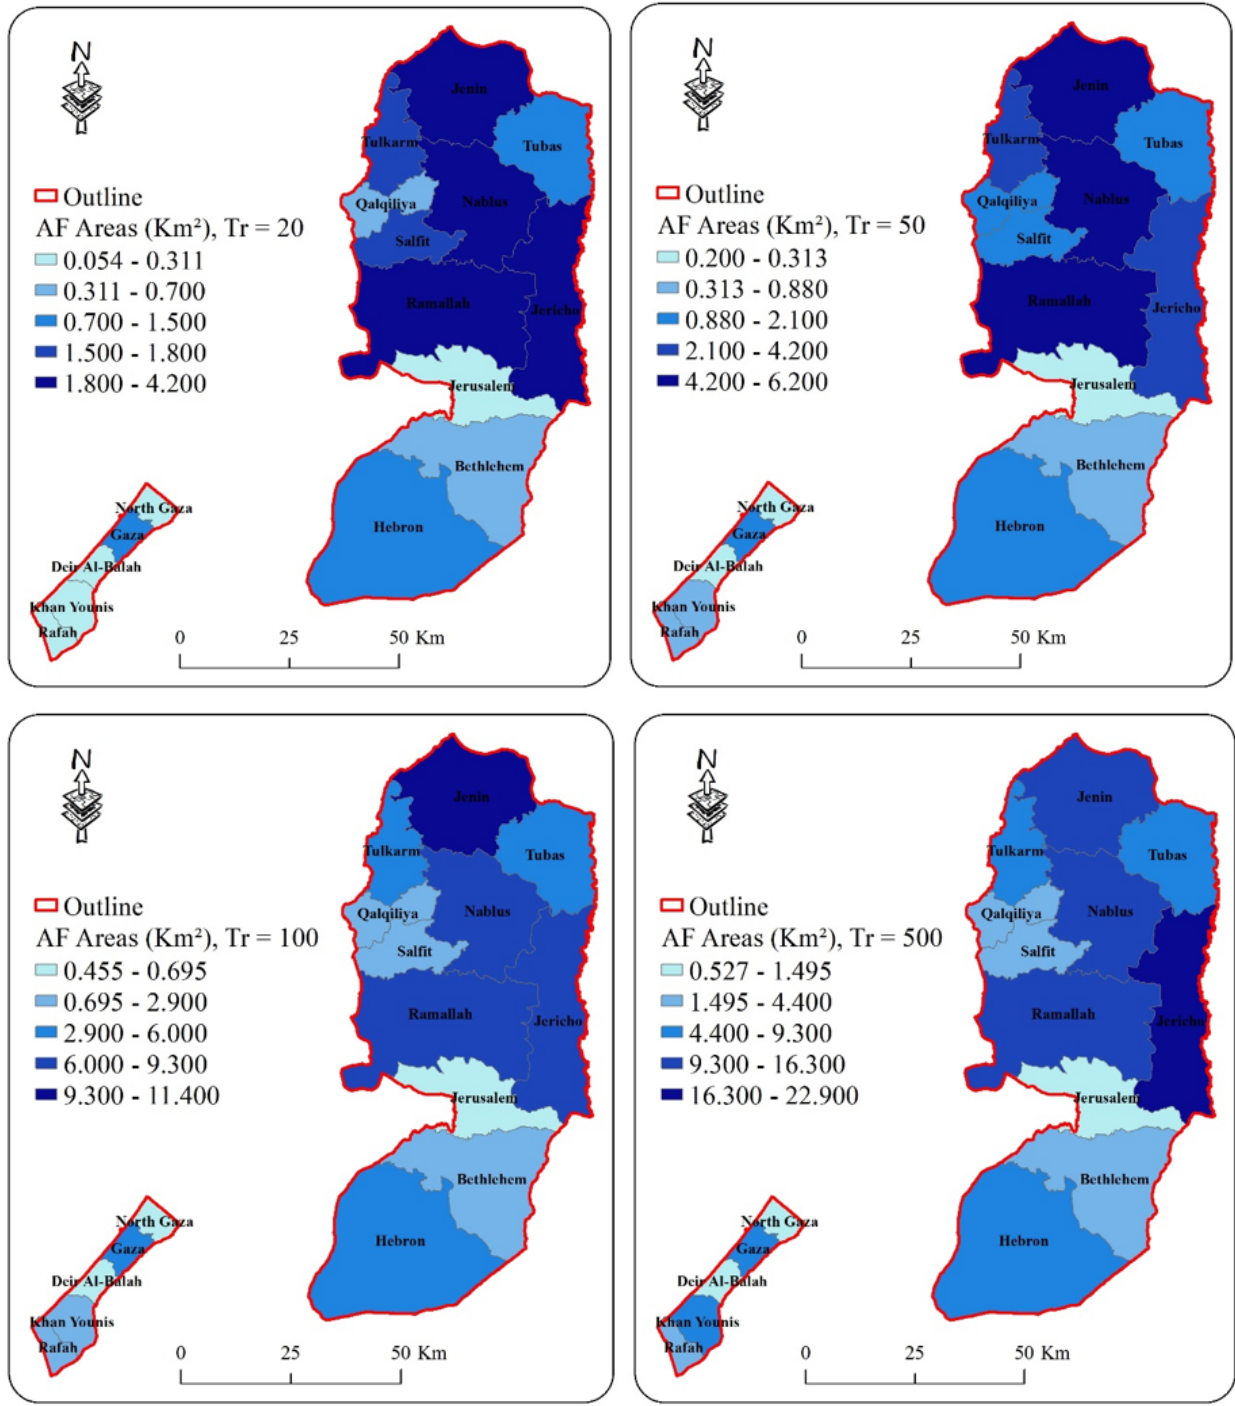 N
Jenin
Tulkarm
Tubas
Outline
Qalqiliya
Nablus
AF Areas (Km²), Tr = 20
Salfit
0.054 - 0.311
0.311 - 0.700
0.700 - 1.500
1.500 - 1.800
1.800 - 4.200
Ramallah
Jericho
Jerusalem
Bethlehem
Hebron
North Gaza
Gaza
Deir Al-Balah
Khan Younis
Rafah
0 25 50 Km
N
Jenin
Tulkarm
Tubas
Outline
Qalqiliya
Nablus
AF Areas (Km²), Tr = 50
Salfit
0.200 - 0.313
0.313 - 0.880
0.880 - 2.100
2.100 - 4.200
4.200 - 6.200
Ramallah
Jericho
Jerusalem
Bethlehem
Hebron
North Gaza
Gaza
Deir Al-Balah
Khan Younis
Rafah
0 25 50 Km
N
Jenin
Tulkarm
Tubas
Outline
Qalqiliya
Nablus
AF Areas (Km²), Tr = 100
Salfit
0.455 - 0.695
0.695 - 2.900
2.900 - 6.000
6.000 - 9.300
9.300 - 11.400
Ramallah
Jericho
Jerusalem
Bethlehem
Hebron
North Gaza
Gaza
Deir Al-Balah
Khan Younis
Rafah
0 25 50 Km
N
Jenin
Tulkarm
Tubas
Outline
Qalqiliya
Nablus
AF Areas (Km²), Tr = 500
Salfit
0.527 - 1.495
1.495 - 4.400
4.400 - 9.300
9.300 - 16.300
16.300 - 22.900
Ramallah
Jericho
Jerusalem
Bethlehem
Hebron
North Gaza
Gaza
Deir Al-Balah
Khan Younis
Rafah
0 25 50 Km